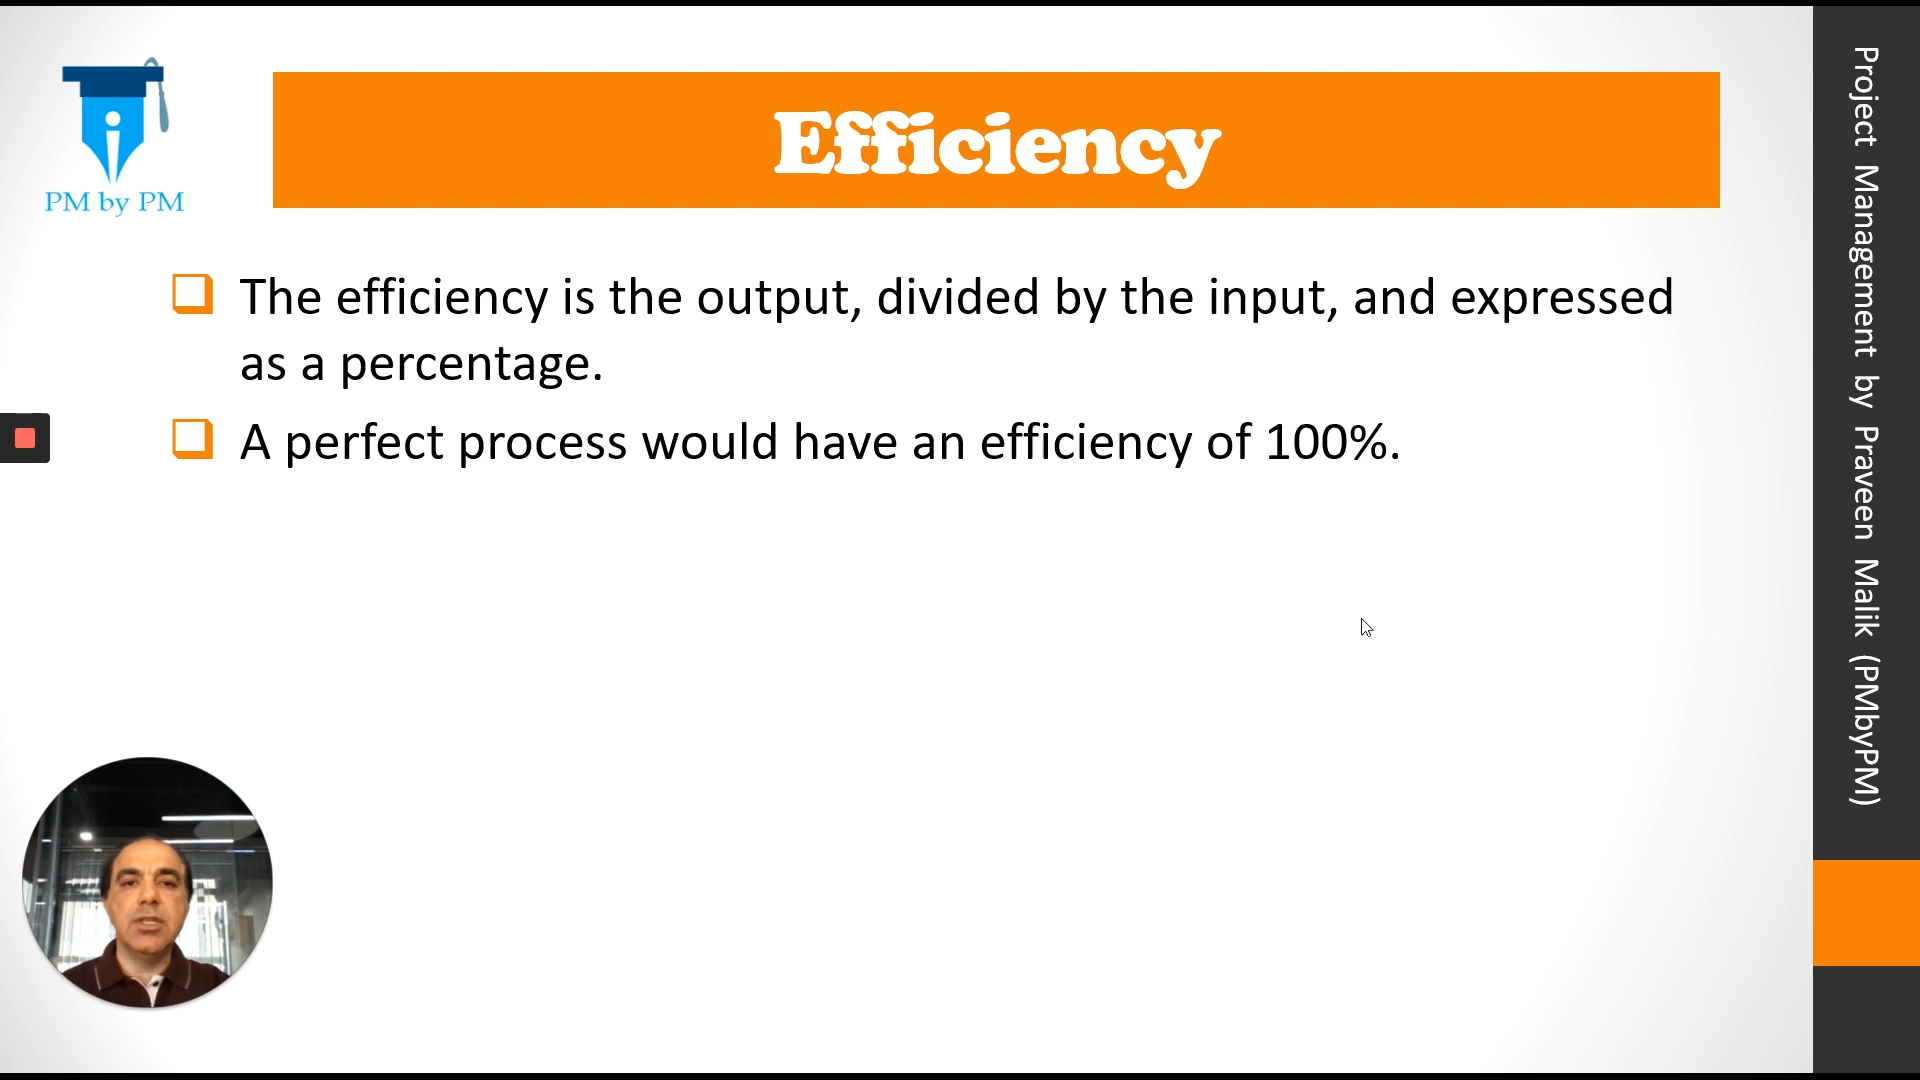 PM by PM
Efficiency
The efficiency is the output, divided by the input, and expressed
as a percentage.
A perfect process would have an efficiency of 100%.
Project Management by Praveen Malik (PMbyPM)